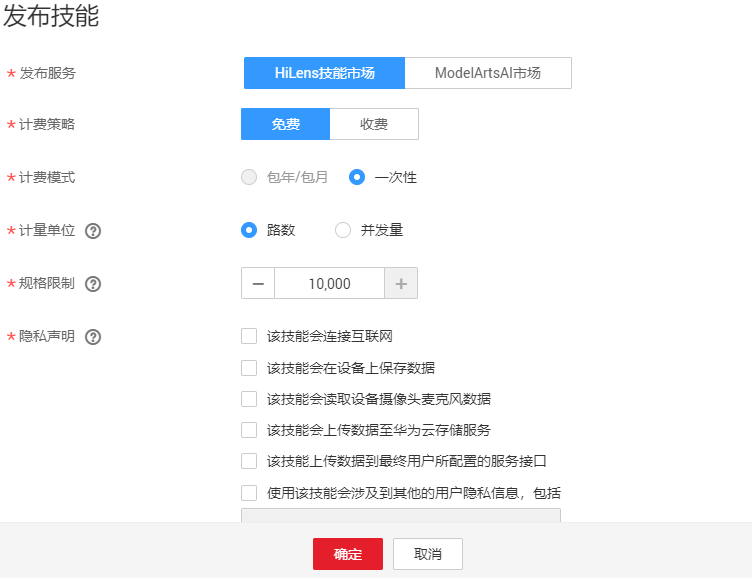 发布技能
* 发布服务 HiLens技能市场 ModelArtsAI市场
* 计费策略 免费 收费
* 计费模式 包年/包月 一次性
* 计量单位 ? 路数 并发量
* 规格限制 ? − 10,000 +
* 隐私声明 ? 该技能会连接互联网
该技能会在设备上保存数据
该技能会读取设备摄像头麦克风数据
该技能会上传数据至华为云存储服务
该技能上传数据到最终用户所配置的服务接口
使用该技能会涉及到其他的用户隐私信息，包括
确定 取消